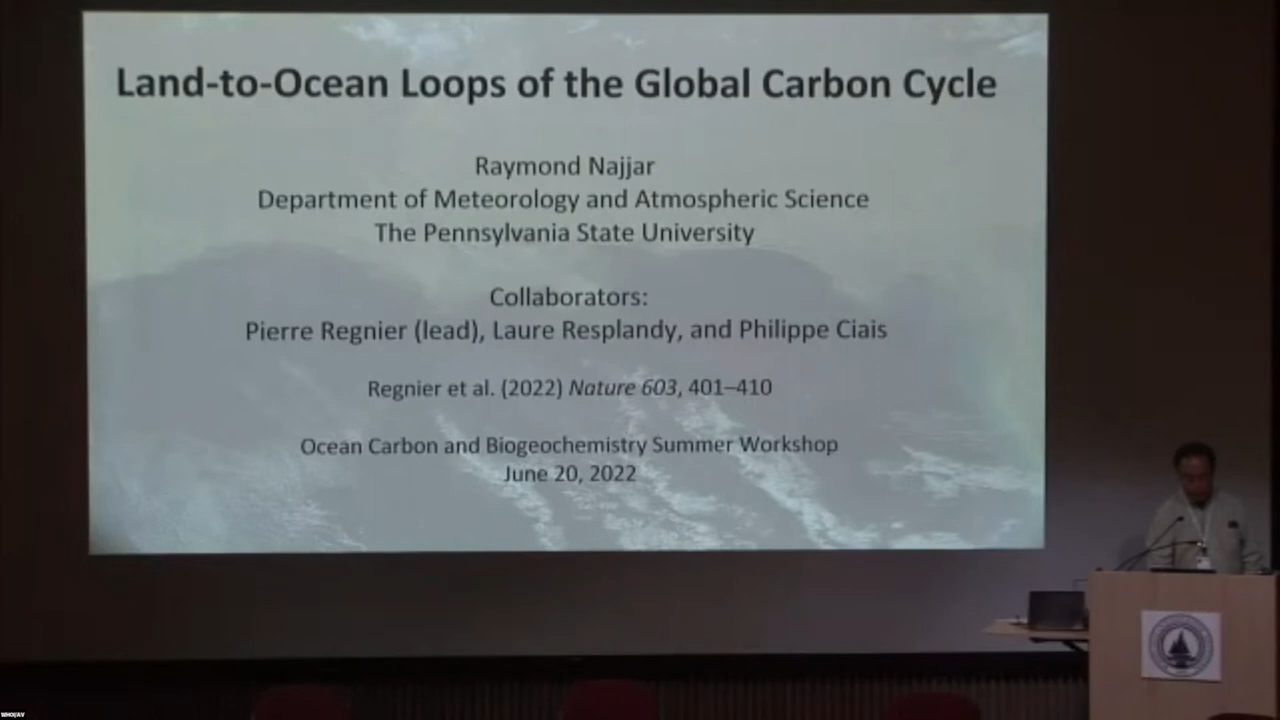 Land-to-Ocean Loops of the Global Carbon Cycle
Raymond Najjar
Department of Meteorology and Atmospheric Science
The Pennsylvania State University
Collaborators:
Pierre Regnier (lead), Laure Resplandy, and Philippe Ciais
Regnier et al. (2022) Nature 603, 401–410
Ocean Carbon and Biogeochemistry Summer Workshop
June 20, 2022
WHOI/AV